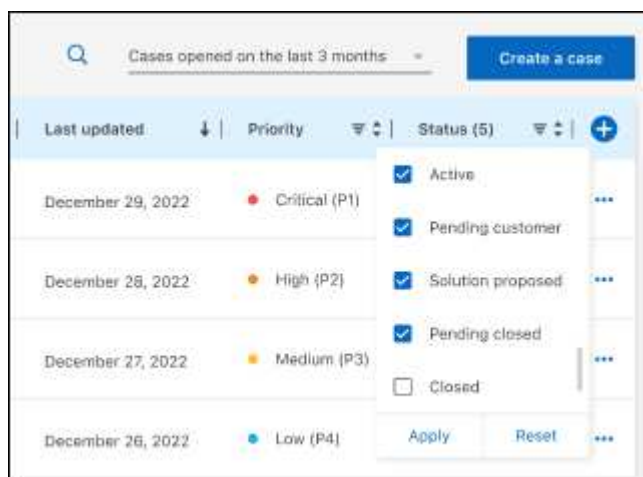 Cases opened on the last 3 months
Create a case
Last updated
Priority
Status (5)
Active
December 29, 2022
Critical (P1)
Pending customer
December 28, 2022
High (P2)
Solution proposed
Pending closed
December 27, 2022
Medium (P3)
Closed
December 26, 2022
Low (P4)
Apply
Reset